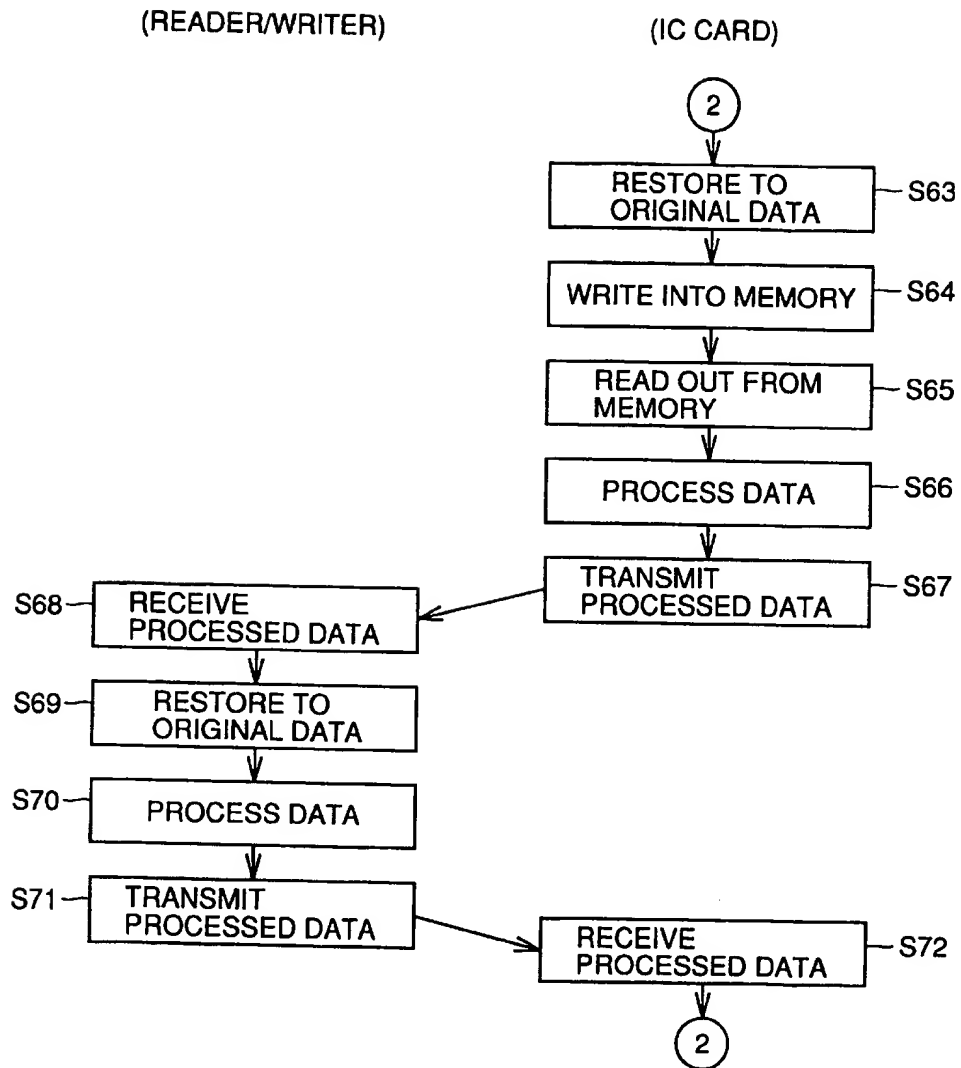 (READER/WRITER)
(IC CARD)
2
RESTORE TO
ORIGINAL DATA
S63
WRITE INTO MEMORY
S64
READ OUT FROM
MEMORY
S65
PROCESS DATA
S66
TRANSMIT
PROCESSED DATA
S67
S68
RECEIVE
PROCESSED DATA
S69
RESTORE TO
ORIGINAL DATA
S70
PROCESS DATA
S71
TRANSMIT
PROCESSED DATA
RECEIVE
PROCESSED DATA
S72
2